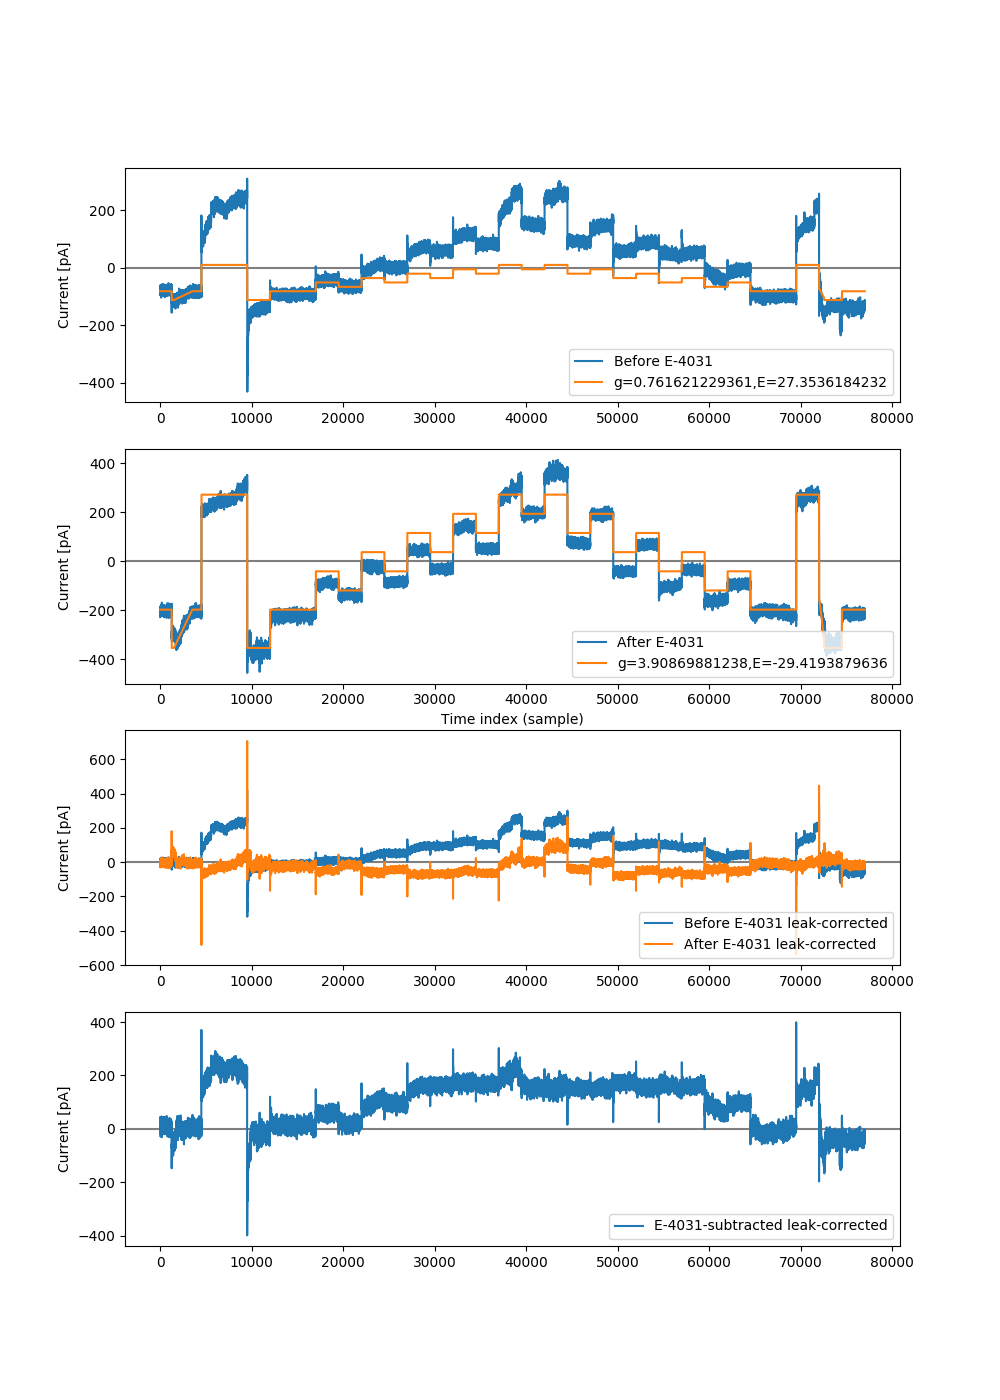 200
0
−200
−400
Current [pA]
Before E-4031
g=0.761621229361,E=27.3536184232
0 10000 20000 30000 40000 50000 60000 70000 80000
400
200
0
−200
−400
Current [pA]
After E-4031
g=3.90869881238,E=-29.4193879636
0 10000 20000 30000 40000 50000 60000 70000 80000
Time index (sample)
600
400
200
0
−200
−400
−600
Current [pA]
Before E-4031 leak-corrected
After E-4031 leak-corrected
0 10000 20000 30000 40000 50000 60000 70000 80000
400
200
0
−200
−400
Current [pA]
E-4031-subtracted leak-corrected
0 10000 20000 30000 40000 50000 60000 70000 80000